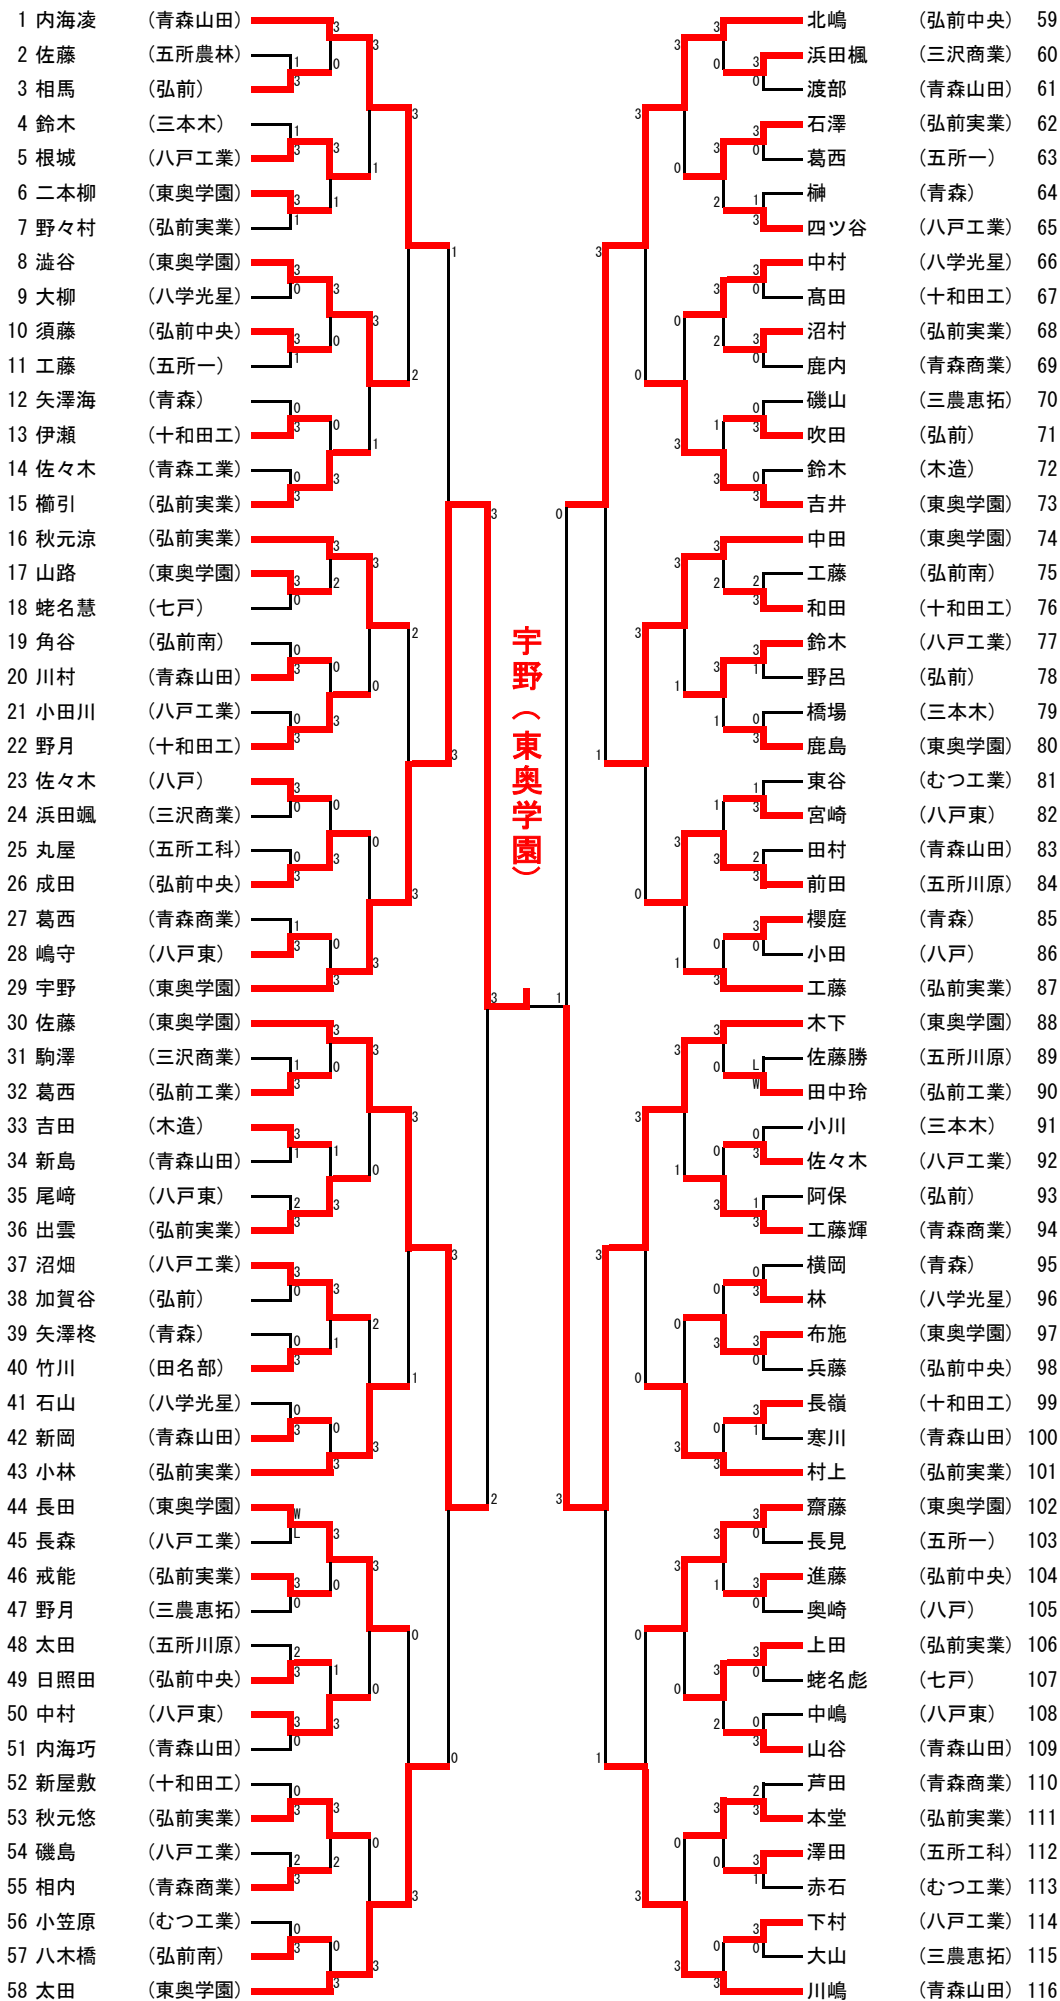 1 内海凌 (青森山田)
2 佐藤 (五所農林)
3 相馬 (弘前)
4 鈴木 (三本木)
5 根城 (八戸工業)
6 二本柳 (東奥学園)
7 野々村 (弘前実業)
8 澁谷 (東奥学園)
9 大柳 (八学光星)
10 須藤 (弘前中央)
11 工藤 (五所一)
12 矢澤海 (青森)
13 伊瀬 (十和田工)
14 佐々木 (青森工業)
15 櫛引 (弘前実業)
16 秋元涼 (弘前実業)
17 山路 (東奥学園)
18 蛯名慧 (七戸)
19 角谷 (弘前南)
20 川村 (青森山田)
21 小田川 (八戸工業)
22 野月 (十和田工)
23 佐々木 (八戸)
24 浜田颯 (三沢商業)
25 丸屋 (五所工科)
26 成田 (弘前中央)
27 葛西 (青森商業)
28 嶋守 (八戸東)
29 宇野 (東奥学園)
30 佐藤 (東奥学園)
31 駒澤 (三沢商業)
32 葛西 (弘前工業)
33 吉田 (木造)
34 新島 (青森山田)
35 尾﨑 (八戸東)
36 出雲 (弘前実業)
37 沼畑 (八戸工業)
38 加賀谷 (弘前)
39 矢澤柊 (青森)
40 竹川 (田名部)
41 石山 (八学光星)
42 新岡 (青森山田)
43 小林 (弘前実業)
44 長田 (東奥学園)
45 長森 (八戸工業)
46 戎能 (弘前実業)
47 野月 (三農恵拓)
48 太田 (五所川原)
49 日照田 (弘前中央)
50 中村 (八戸東)
51 内海巧 (青森山田)
52 新屋敷 (十和田工)
53 秋元悠 (弘前実業)
54 磯島 (八戸工業)
55 相内 (青森商業)
56 小笠原 (むつ工業)
57 八木橋 (弘前南)
58 太田 (東奥学園)
宇野(東奥学園)
北嶋 (弘前中央) 59
浜田楓 (三沢商業) 60
渡部 (青森山田) 61
石澤 (弘前実業) 62
葛西 (五所一) 63
榊 (青森) 64
四ツ谷 (八戸工業) 65
中村 (八学光星) 66
髙田 (十和田工) 67
沼村 (弘前実業) 68
鹿内 (青森商業) 69
磯山 (三農恵拓) 70
吹田 (弘前) 71
鈴木 (木造) 72
吉井 (東奥学園) 73
中田 (東奥学園) 74
工藤 (弘前南) 75
和田 (十和田工) 76
鈴木 (八戸工業) 77
野呂 (弘前) 78
橋場 (三本木) 79
鹿島 (東奥学園) 80
東谷 (むつ工業) 81
宮崎 (八戸東) 82
田村 (青森山田) 83
前田 (五所川原) 84
櫻庭 (青森) 85
小田 (八戸) 86
工藤 (弘前実業) 87
木下 (東奥学園) 88
佐藤勝 (五所川原) 89
田中玲 (弘前工業) 90
小川 (三本木) 91
佐々木 (八戸工業) 92
阿保 (弘前) 93
工藤輝 (青森商業) 94
横岡 (青森) 95
林 (八学光星) 96
布施 (東奥学園) 97
兵藤 (弘前中央) 98
長嶺 (十和田工) 99
寒川 (青森山田) 100
村上 (弘前実業) 101
齋藤 (東奥学園) 102
長見 (五所一) 103
進藤 (弘前中央) 104
奥崎 (八戸) 105
上田 (弘前実業) 106
蛯名彪 (七戸) 107
中嶋 (八戸東) 108
山谷 (青森山田) 109
芦田 (青森商業) 110
本堂 (弘前実業) 111
澤田 (五所工科) 112
赤石 (むつ工業) 113
下村 (八戸工業) 114
大山 (三農恵拓) 115
川嶋 (青森山田) 116